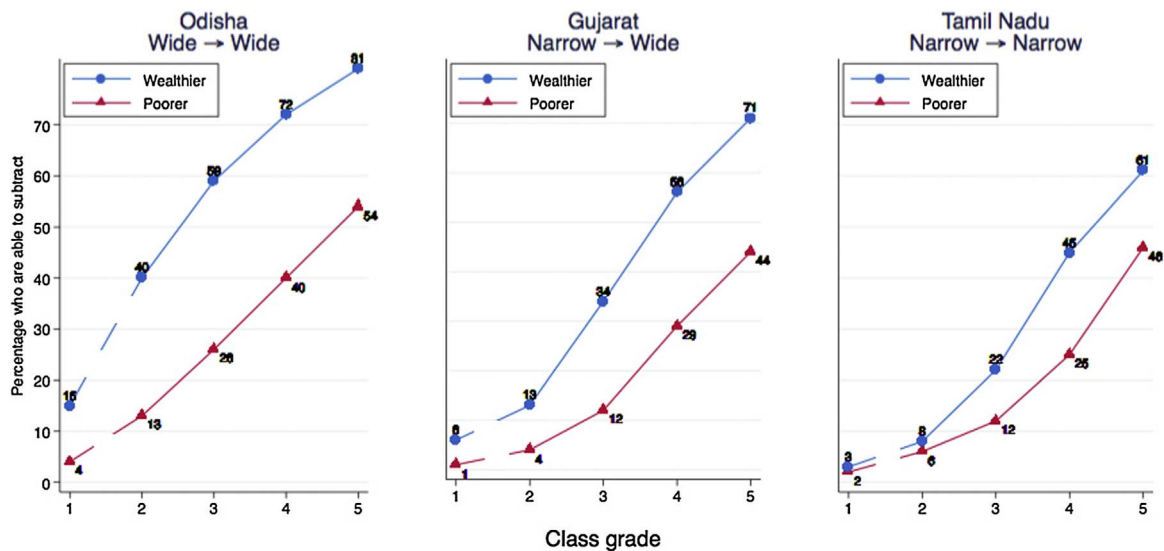 Odisha
Wide → Wide
Gujarat
Narrow → Wide
Tamil Nadu
Narrow → Narrow
Wealthier
Poorer
Wealthier
Poorer
Wealthier
Poorer
Percentage who are able to subtract
70
60
50
40
30
20
10
0
15
40
59
72
81
4
13
26
40
54
6
13
34
56
71
1
4
12
29
44
3
8
22
45
61
2
6
12
25
46
1 2 3 4 5
1 2 3 4 5
1 2 3 4 5
Class grade